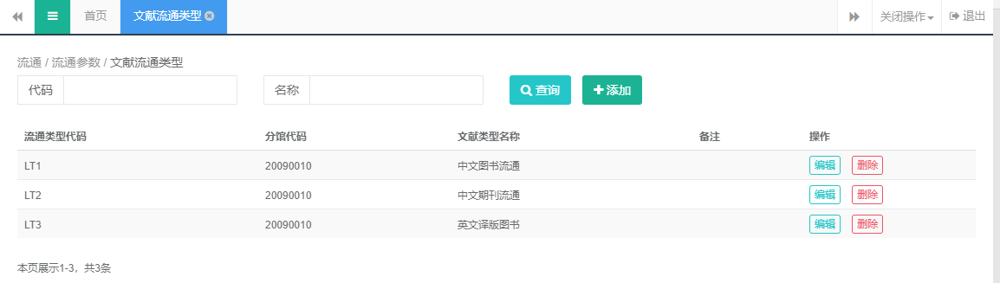 首页 文献流通类型 关闭操作 退出
流通 / 流通参数 / 文献流通类型
代码 名称 查询 添加
流通类型代码 分馆代码 文献类型名称 备注 操作
LT1 20090010 中文图书流通 编辑 删除
LT2 20090010 中文期刊流通 编辑 删除
LT3 20090010 英文译版图书 编辑 删除
本页展示1-3，共3条